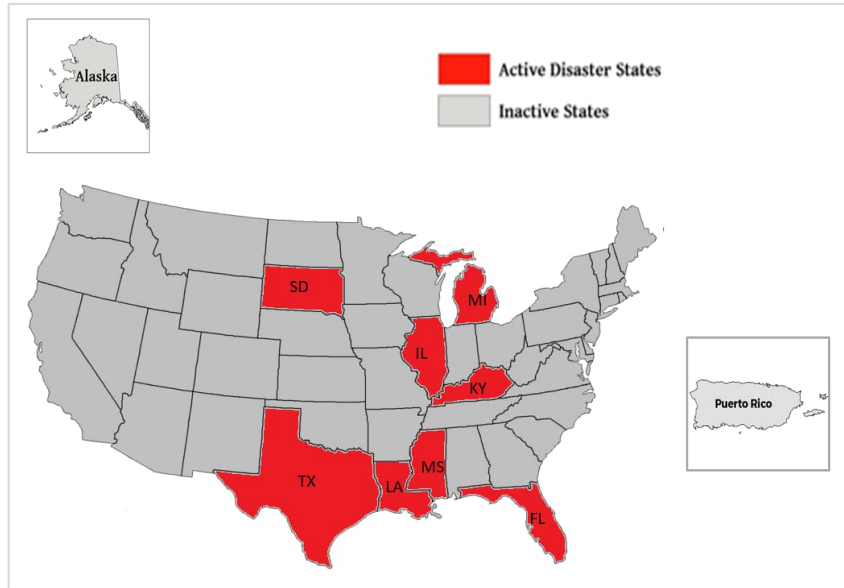 Alaska
Active Disaster States
Inactive States
SD
MI
IL
KY
Puerto Rico
MS
TX
LA
FL